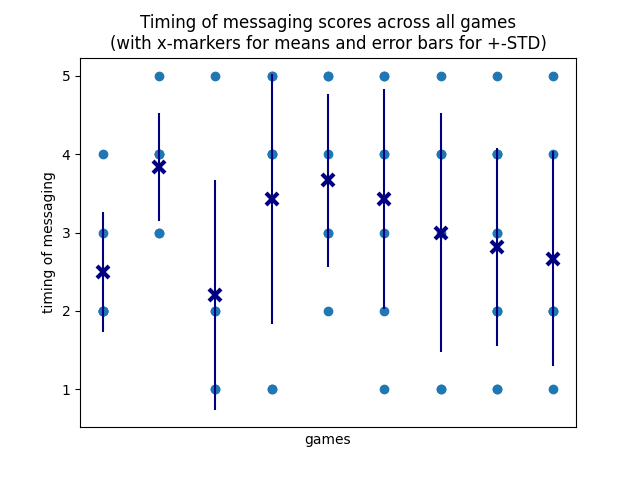 Timing of messaging scores across all games
(with x-markers for means and error bars for +-STD)
5
4
3
2
1
timing of messaging
games